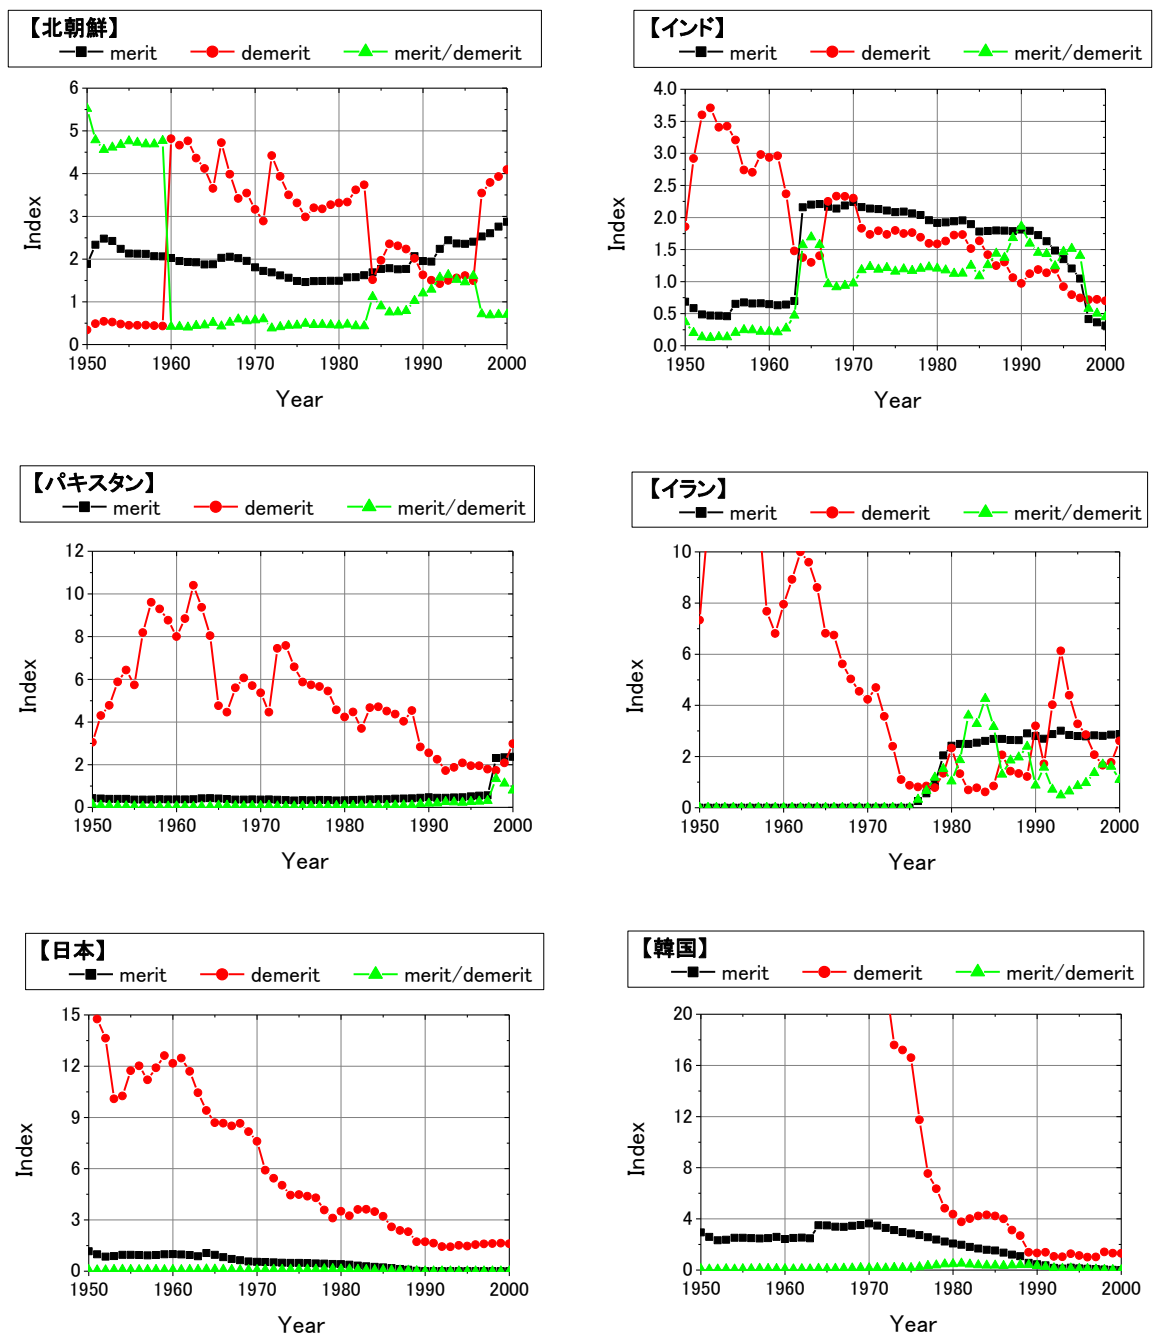 【北朝鮮】
merit demerit merit/demerit
6
5
4
3
2
1
0
Index
1950 1960 1970 1980 1990 2000
Year
【インド】
merit demerit merit/demerit
4.0
3.5
3.0
2.5
2.0
1.5
1.0
0.5
0.0
Index
1950 1960 1970 1980 1990 2000
Year
【パキスタン】
merit demerit merit/demerit
12
10
8
6
4
2
0
Index
1950 1960 1970 1980 1990 2000
Year
【イラン】
merit demerit merit/demerit
10
8
6
4
2
0
Index
1950 1960 1970 1980 1990 2000
Year
【日本】
merit demerit merit/demerit
15
12
9
6
3
0
Index
1950 1960 1970 1980 1990 2000
Year
【韓国】
merit demerit merit/demerit
20
16
12
8
4
0
Index
1950 1960 1970 1980 1990 2000
Year